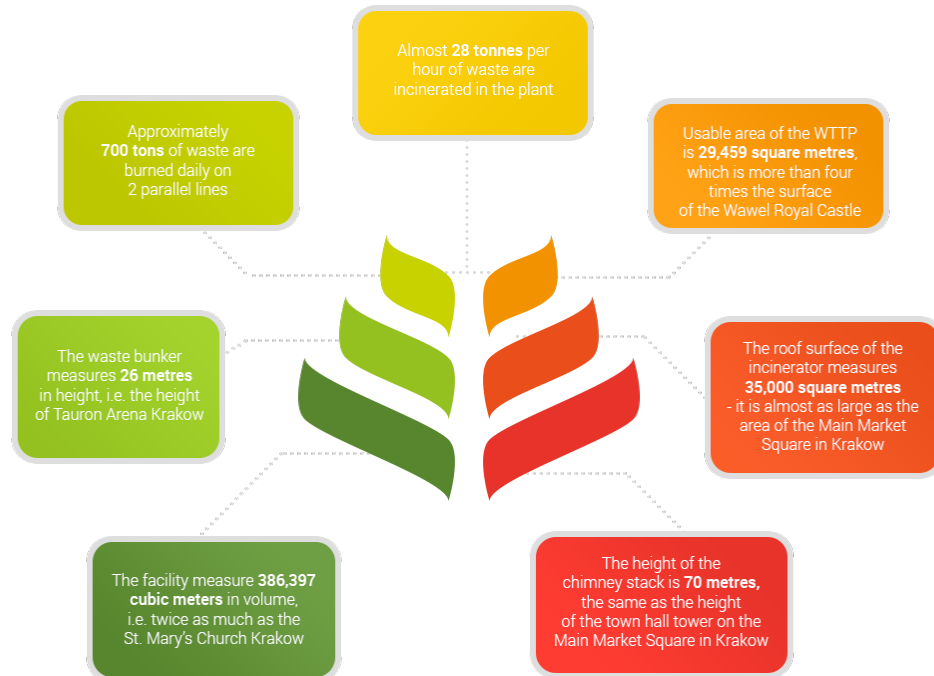 Almost 28 tonnes per
hour of waste are
incinerated in the plant
Approximately
700 tons of waste are
burned daily on
2 parallel lines
Usable area of the WTTP
is 29,459 square metres,
which is more than four
times the surface
of the Wawel Royal Castle
The waste bunker
measures 26 metres
in height, i.e. the height
of Tauron Arena Krakow
The roof surface of the
incinerator measures
35,000 square metres
- it is almost as large as the
area of the Main Market
Square in Krakow
The facility measure 386,397
cubic meters in volume,
i.e. twice as much as the
St. Mary's Church Krakow
The height of the
chimney stack is 70 metres,
the same as the height
of the town hall tower on the
Main Market Square in Krakow